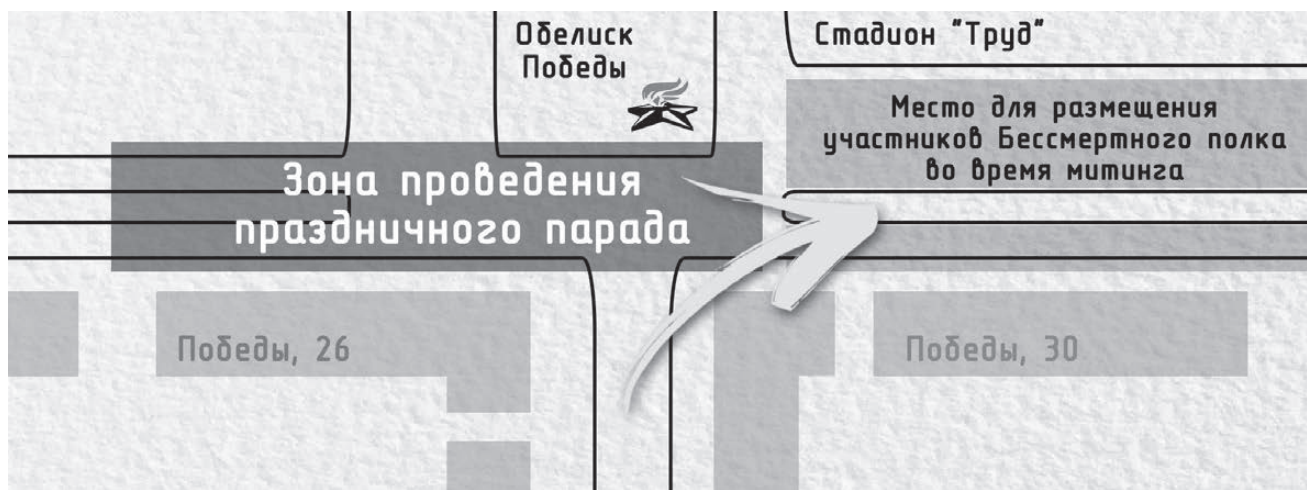 Обелиск
Победы
Стадион "Труд"
Место для размещения
участников Бессмертного полка
во время митинга
Зона проведения
праздничного парада
Победы, 26
Победы, 30